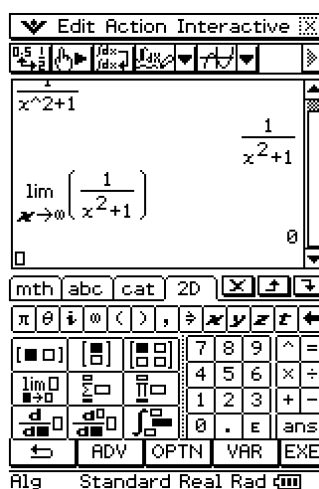 Edit Action Interactive
1
x^2+1
1
x²+1
lim x→∞ (1/(x²+1))
0
mth abc cat 2D
π θ i ∞ ( ) , ⇒ x y z t ←
7 8 9 ^ =
lim 4 5 6 × ÷
Σ Π 1 2 3 + -
d/d d/d ∫ 0 . E ans
ADV OPTN VAR EXE
Alg Standard Real Rad